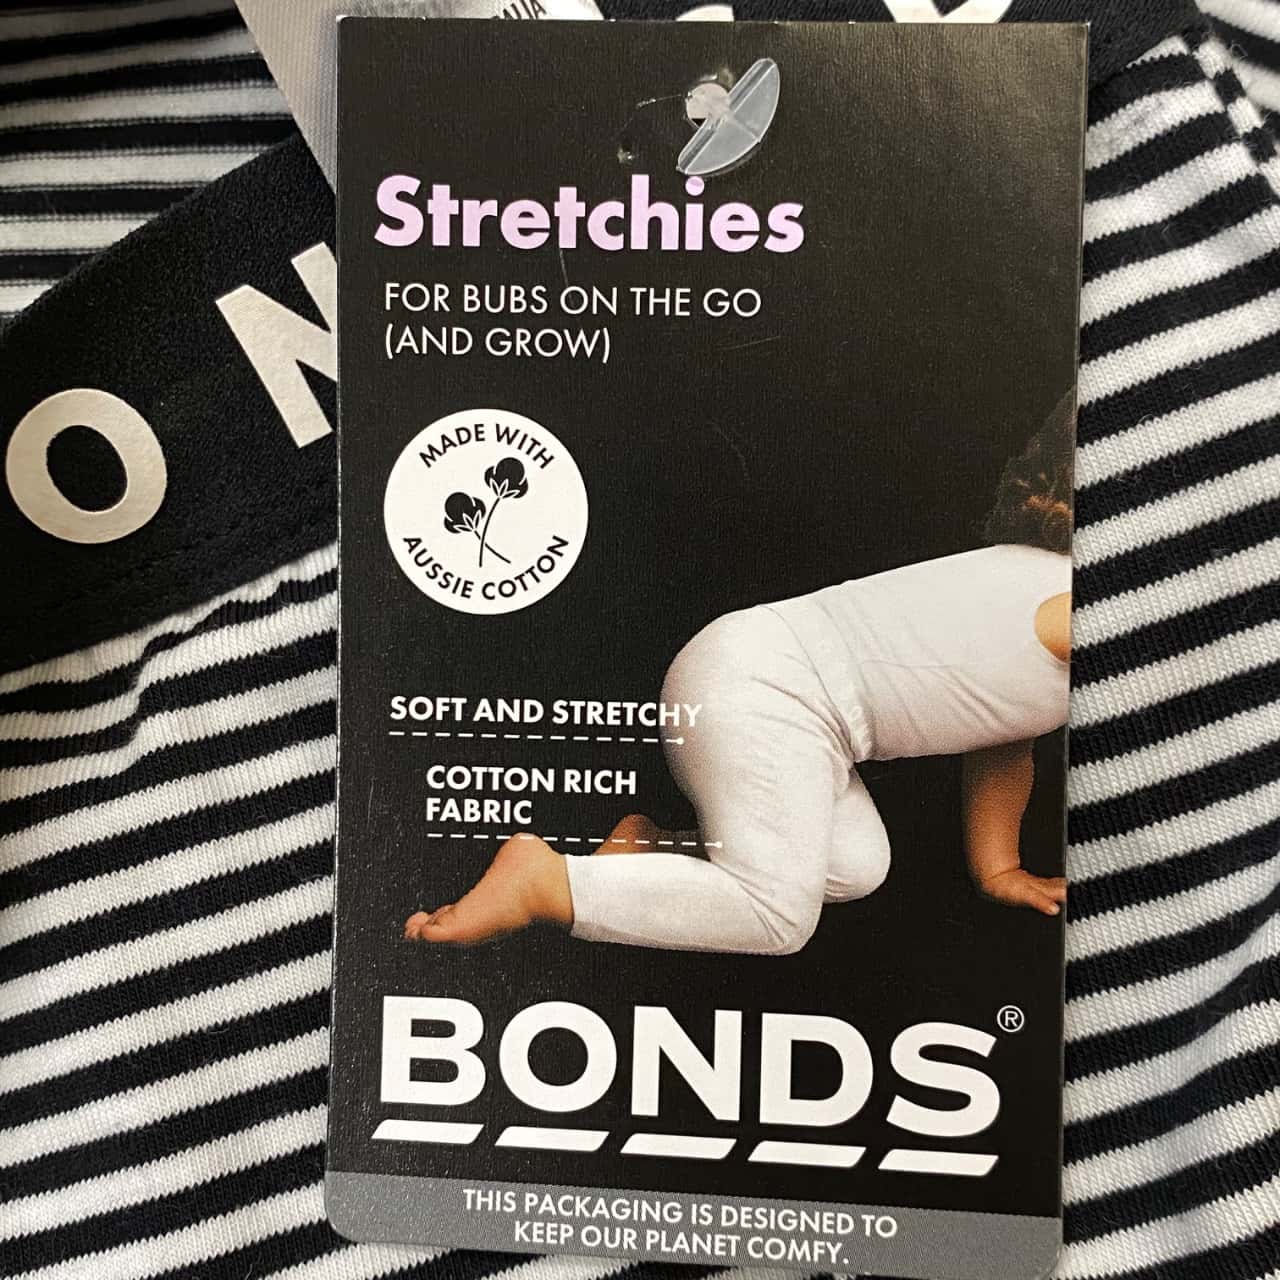 Stretchies
FOR BUBS ON THE GO
(AND GROW)
MADE WITH
AUSSIE COTTON
SOFT AND STRETCHY
COTTON RICH
FABRIC
BONDS®
THIS PACKAGING IS DESIGNED TO
KEEP OUR PLANET COMFY.
O N